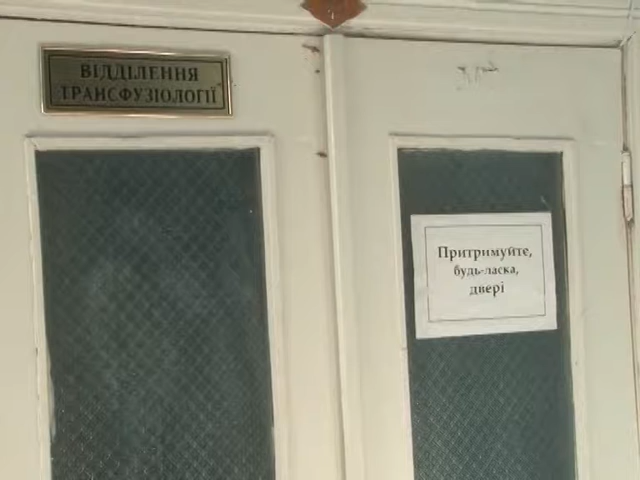 ВІДДІЛЕННЯ
ТРАНСФУЗІОЛОГІЇ
Притримуйте,
будь-ласка,
двері